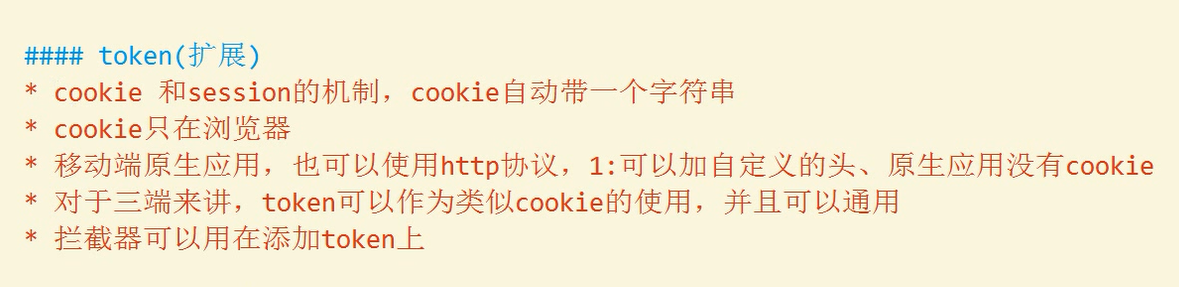 #### token(扩展)
* cookie 和session的机制，cookie自动带一个字符串
* cookie只在浏览器
* 移动端原生应用，也可以使用http协议，1:可以加自定义的头、原生应用没有cookie
* 对于三端来讲，token可以作为类似cookie的使用，并且可以通用
* 拦截器可以用在添加token上